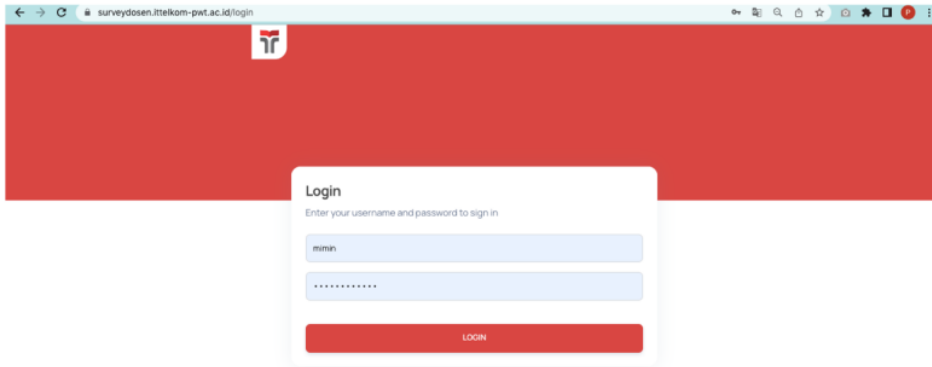 surveydosen.ittelkom-pwt.ac.id/login
P
Login
Enter your username and password to sign in
mimin
............
LOGIN